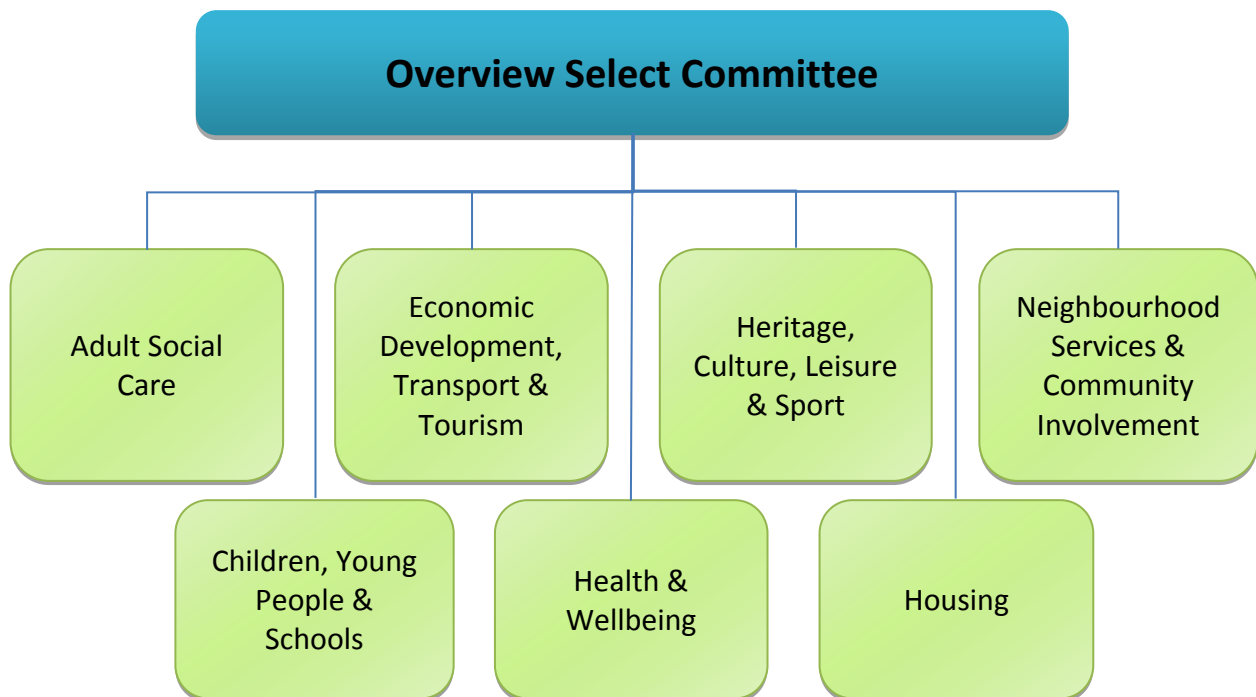 Overview Select Committee
Adult Social
Care
Economic
Development,
Transport &
Tourism
Heritage,
Culture, Leisure
& Sport
Neighbourhood
Services &
Community
Involvement
Children, Young
People &
Schools
Health &
Wellbeing
Housing